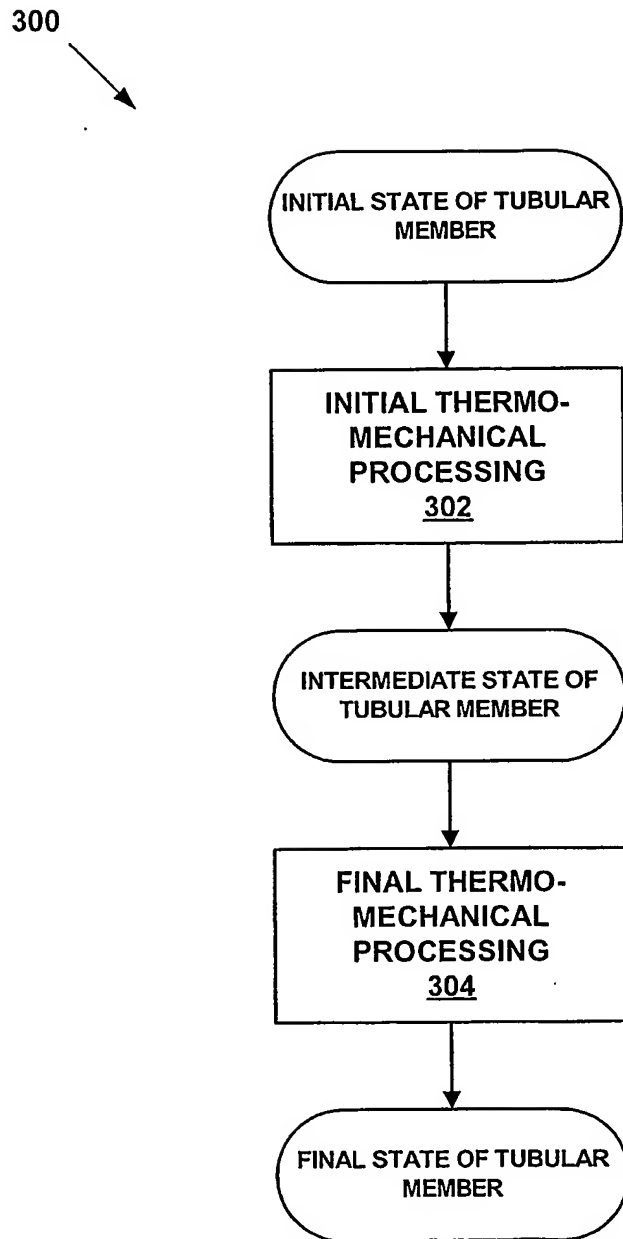 300
INITIAL STATE OF TUBULAR
MEMBER
INITIAL THERMO-
MECHANICAL
PROCESSING
302
INTERMEDIATE STATE OF
TUBULAR MEMBER
FINAL THERMO-
MECHANICAL
PROCESSING
304
FINAL STATE OF TUBULAR
MEMBER